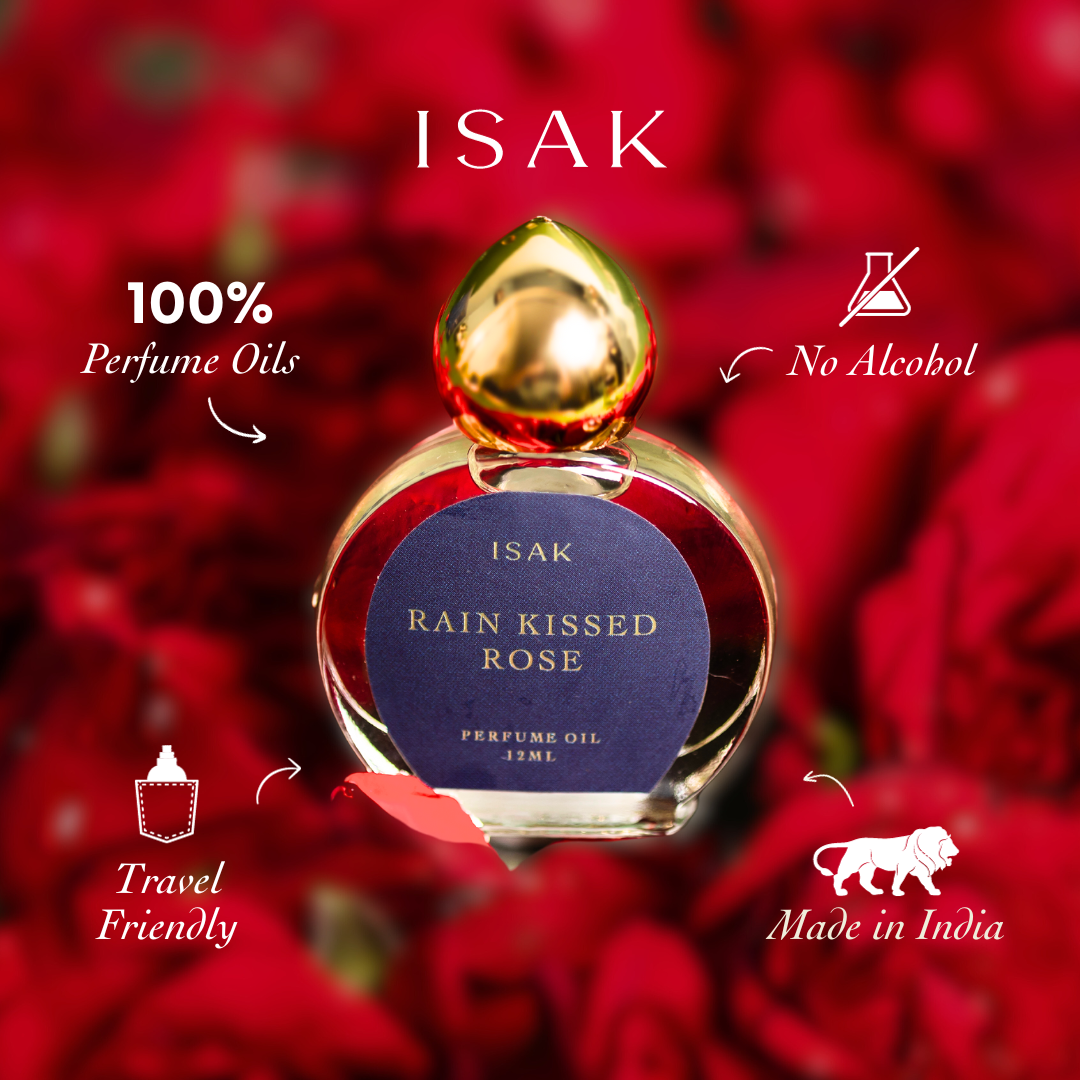 ISAK
100%
Perfume Oils
No Alcohol
ISAK
RAIN KISSED
ROSE
PERFUME OIL
12ML
Travel
Friendly
Made in India